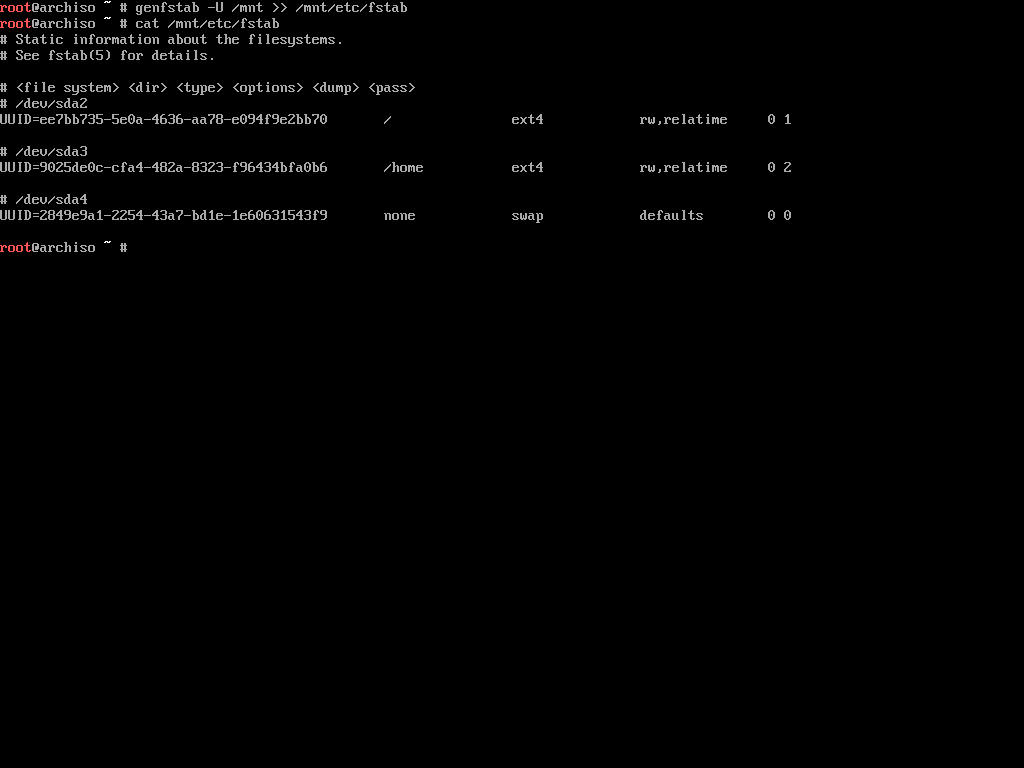 root@archiso ~ # genfstab -U /mnt >> /mnt/etc/fstab
root@archiso ~ # cat /mnt/etc/fstab
# Static information about the filesystems.
# See fstab(5) for details.
# <file system> <dir> <type> <options> <dump> <pass>
# /dev/sda2
UUID=ee7bb735-5e0a-4636-aa78-e094f9e2bb70 / ext4 rw,relatime 0 1
# /dev/sda3
UUID=9025de0c-cfa4-482a-8323-f96434bfa0b6 /home ext4 rw,relatime 0 2
# /dev/sda4
UUID=2849e9a1-2254-43a7-bd1e-1e60631543f9 none swap defaults 0 0
root@archiso ~ #